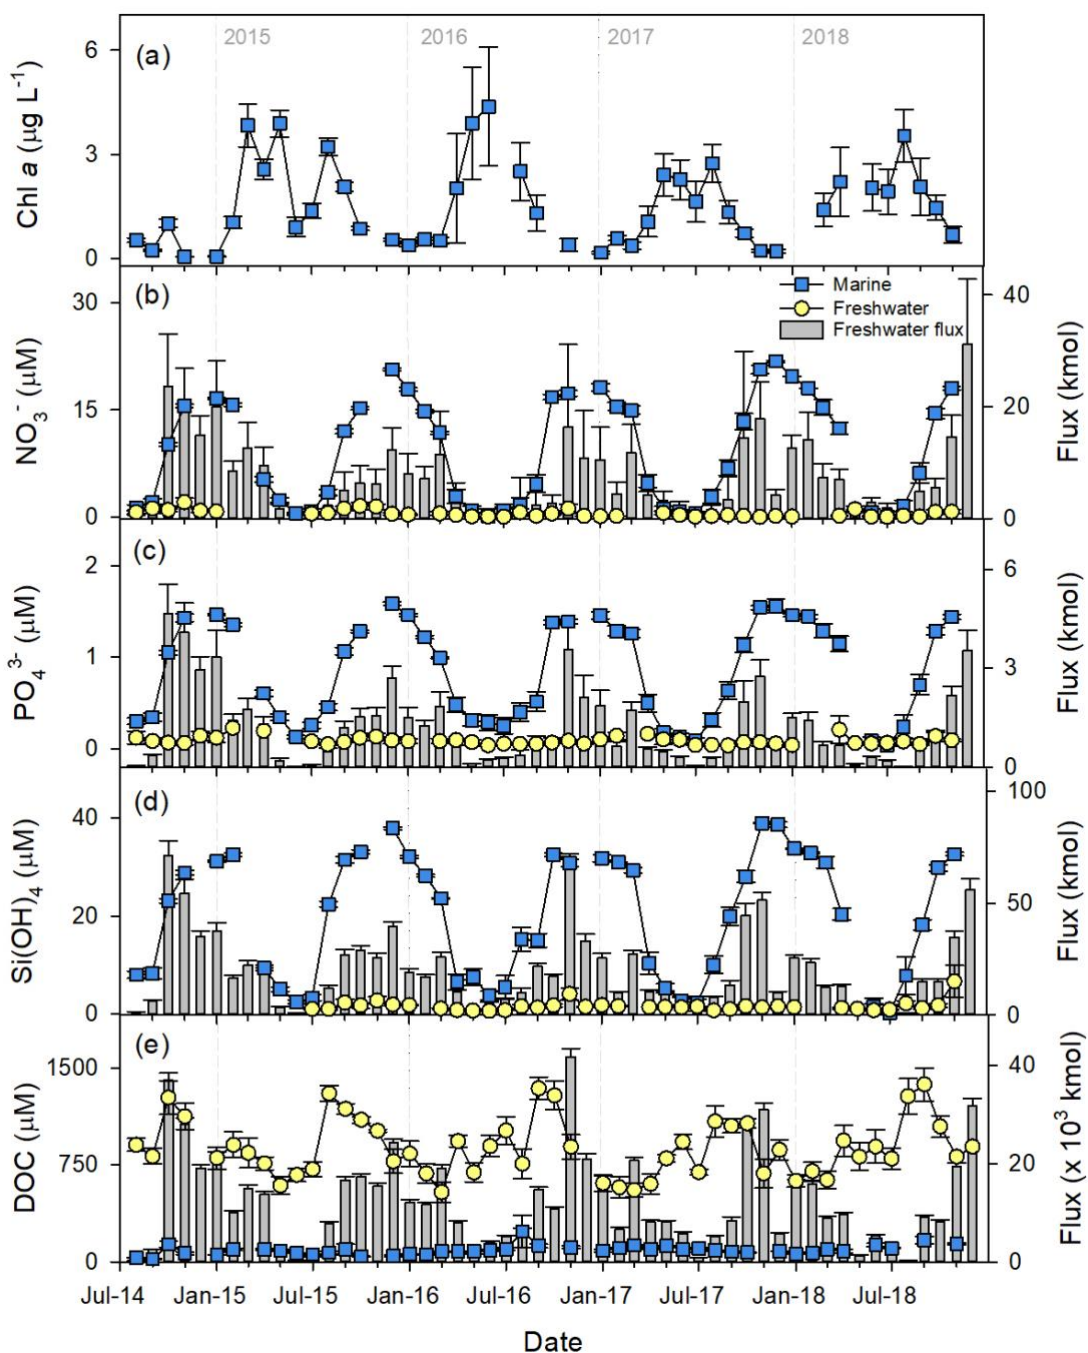 2015 2016 2017 2018
(a)
6
3
0
Chl a (μg L⁻¹)
(b)
Marine
Freshwater
Freshwater flux
30
15
0
NO₃⁻ (μM)
40
20
0
Flux (kmol)
(c)
2
1
0
PO₄³⁻ (μM)
6
3
0
Flux (kmol)
(d)
40
20
0
Si(OH)₄ (μM)
100
50
0
Flux (kmol)
(e)
1500
750
0
DOC (μM)
40
20
0
Flux (x 10³ kmol)
Jul-14 Jan-15 Jul-15 Jan-16 Jul-16 Jan-17 Jul-17 Jan-18 Jul-18
Date